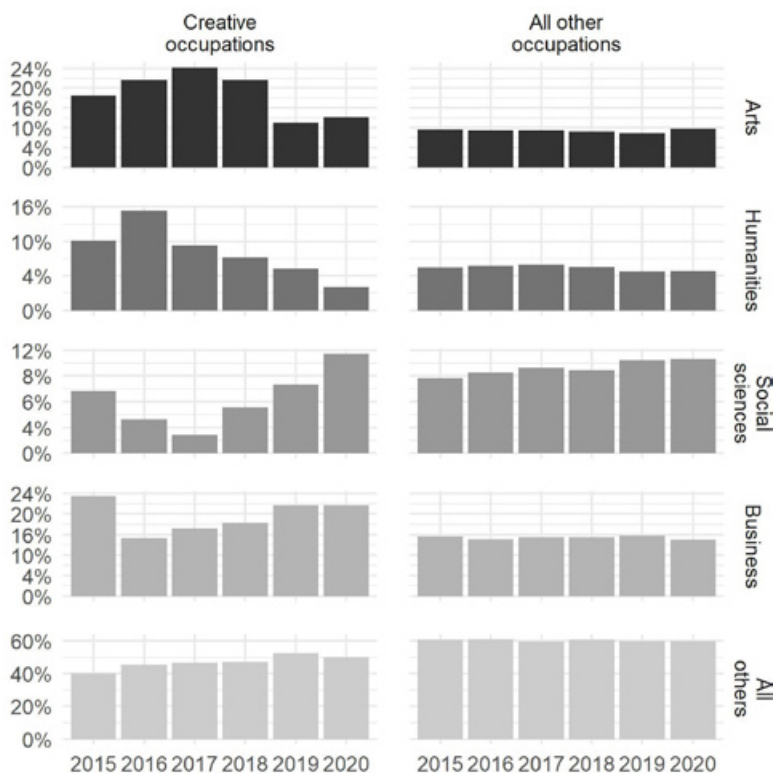 Creative
occupations
All other
occupations
24%
20%
16%
10%
4%
0%
Arts
16%
10%
4%
0%
Humanities
12%
8%
6%
4%
0%
Social
sciences
24%
20%
16%
10%
4%
0%
Business
60%
40%
0%
All
others
2015 2016 2017 2018 2019 2020
2015 2016 2017 2018 2019 2020